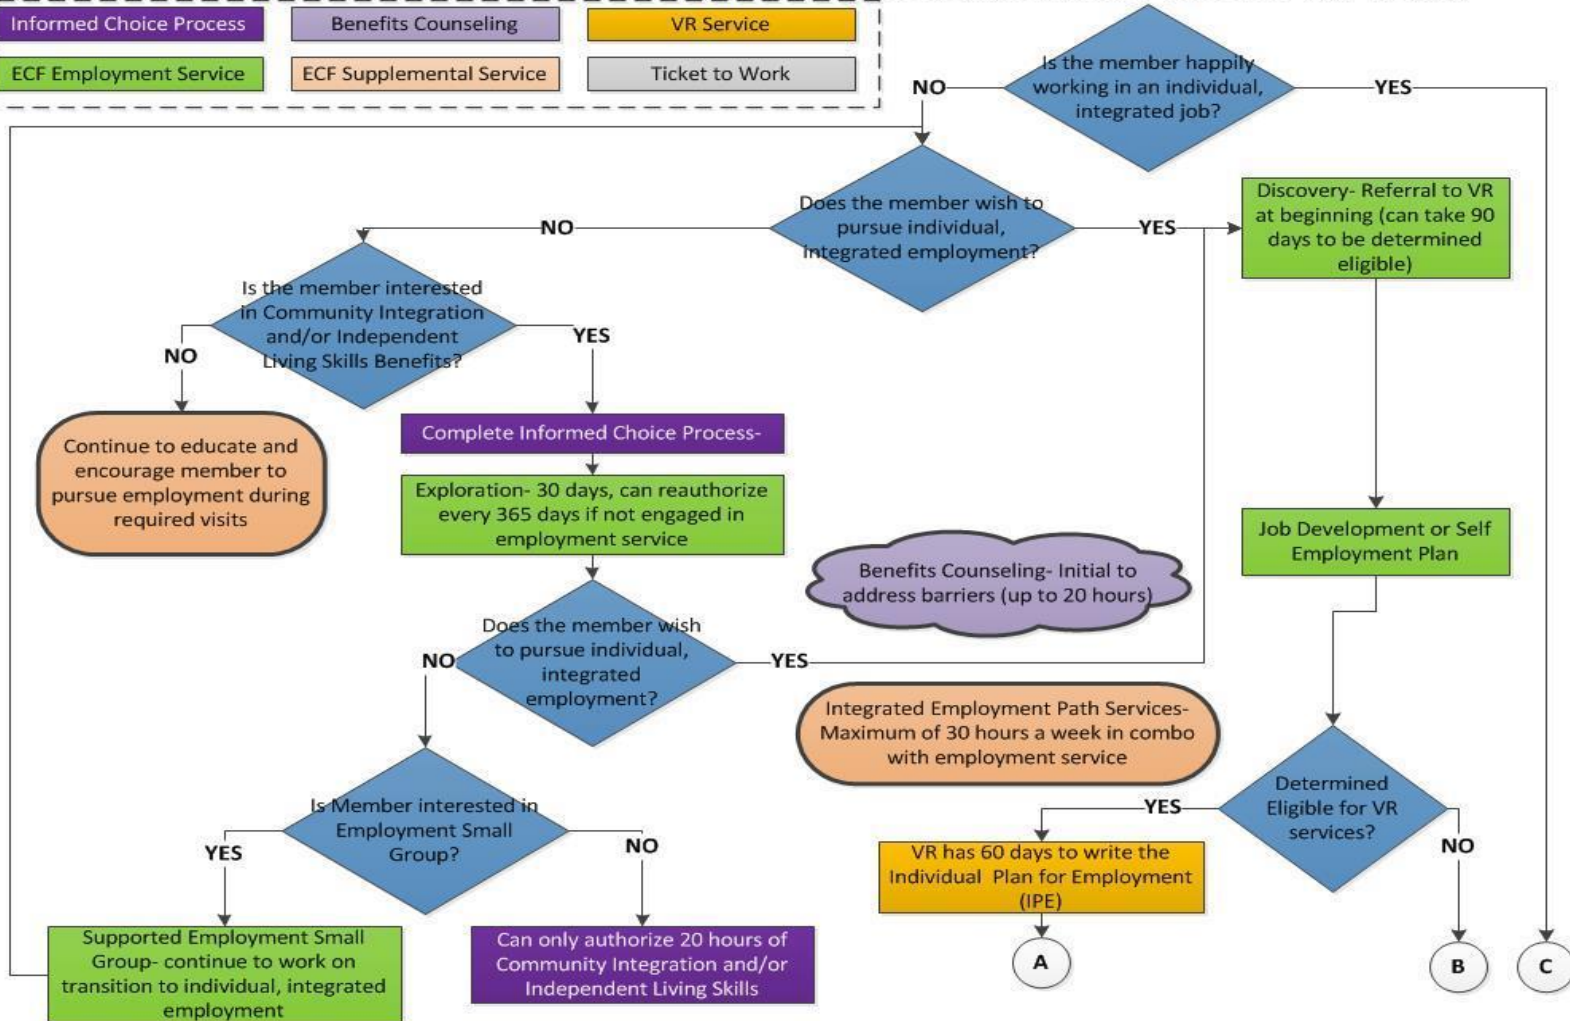 Informed Choice Process
Benefits Counseling
VR Service
ECF Employment Service
ECF Supplemental Service
Ticket to Work
Is the member happily
working in an individual,
integrated job?
NO
YES
Does the member wish to
pursue individual,
integrated employment?
NO
YES
Discovery- Referral to VR
at beginning (can take 90
days to be determined
eligible)
Is the member interested
in Community Integration
and/or Independent
Living Skills Benefits?
NO
YES
Continue to educate and
encourage member to
pursue employment during
required visits
Complete Informed Choice Process-
Exploration- 30 days, can reauthorize
every 365 days if not engaged in
employment service
Job Development or Self
Employment Plan
Benefits Counseling- Initial to
address barriers (up to 20 hours)
Does the member wish
to pursue individual,
integrated
employment?
NO
YES
Integrated Employment Path Services-
Maximum of 30 hours a week in combo
with employment service
Determined
Eligible for VR
services?
YES
NO
Is Member interested in
Employment Small
Group?
YES
NO
VR has 60 days to write the
Individual Plan for Employment
(IPE)
Supported Employment Small
Group- continue to work on
transition to individual, integrated
employment
Can only authorize 20 hours of
Community Integration and/or
Independent Living Skills
A
B
C